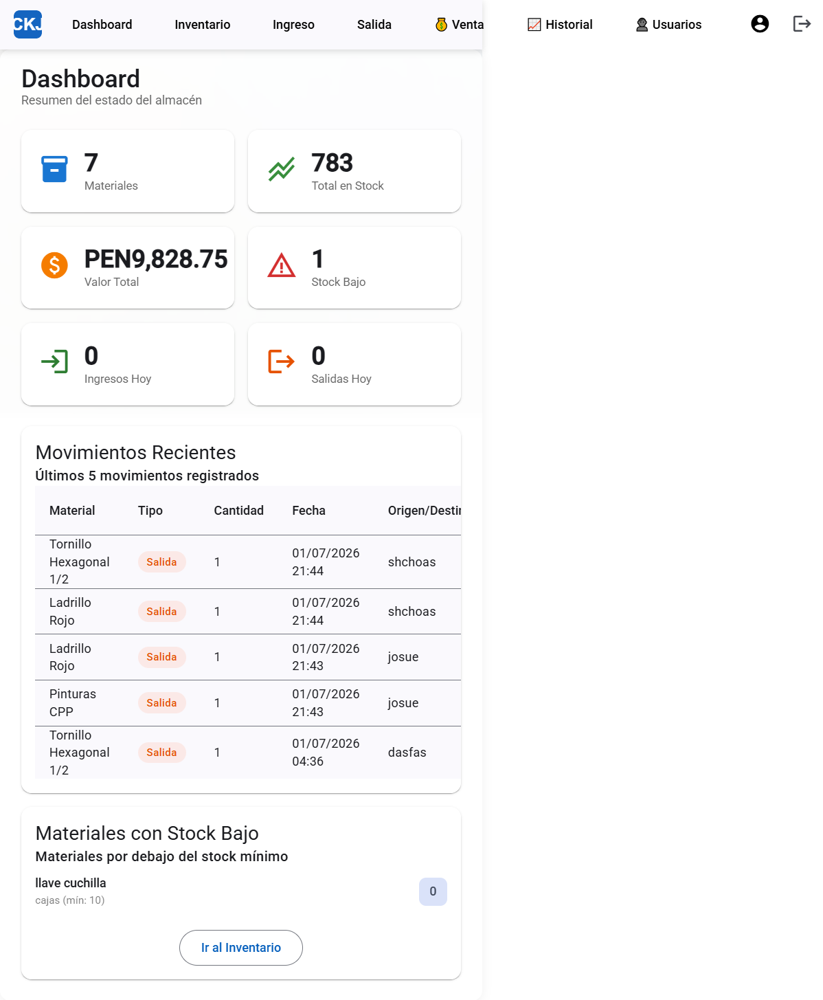 CKJ
Dashboard Inventario Ingreso Salida Venta Historial Usuarios
Dashboard
Resumen del estado del almacén
7
Materiales
783
Total en Stock
PEN9,828.75
Valor Total
1
Stock Bajo
0
Ingresos Hoy
0
Salidas Hoy
Movimientos Recientes
Últimos 5 movimientos registrados
Material Tipo Cantidad Fecha Origen/Destin
Tornillo
Hexagonal
1/2
Salida
1
01/07/2026
21:44
shchoas
Ladrillo
Rojo
Salida
1
01/07/2026
21:44
shchoas
Ladrillo
Rojo
Salida
1
01/07/2026
21:43
josue
Pinturas
CPP
Salida
1
01/07/2026
21:43
josue
Tornillo
Hexagonal
1/2
Salida
1
01/07/2026
04:36
dasfas
Materiales con Stock Bajo
Materiales por debajo del stock mínimo
llave cuchilla
cajas (mín: 10)
0
Ir al Inventario